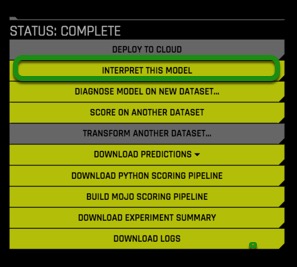 STATUS: COMPLETE
DEPLOY TO CLOUD
INTERPRET THIS MODEL
DIAGNOSE MODEL ON NEW DATASET...
SCORE ON ANOTHER DATASET
TRANSFORM ANOTHER DATASET...
DOWNLOAD PREDICTIONS
DOWNLOAD PYTHON SCORING PIPELINE
BUILD MOJO SCORING PIPELINE
DOWNLOAD EXPERIMENT SUMMARY
DOWNLOAD LOGS